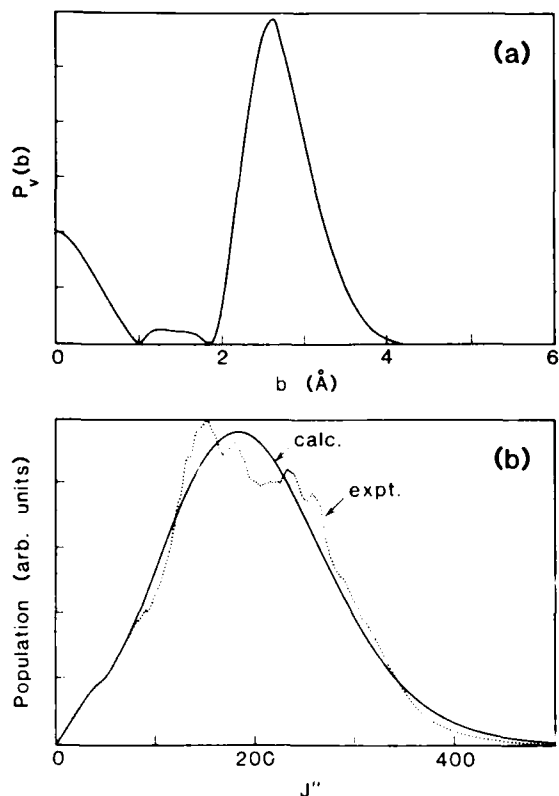 (a)
P_v(b)
0
2
4
6
b (Å)
(b)
calc.
expt.
Population (arb. units)
0
200
400
J''